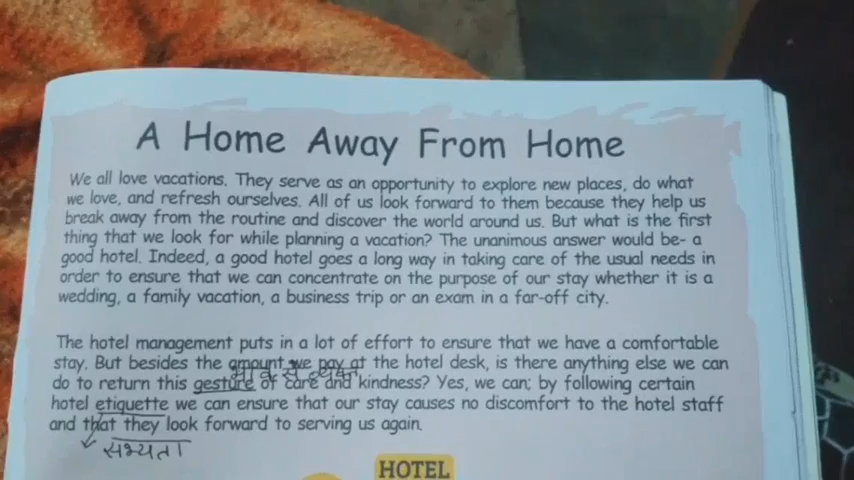 A Home Away From Home
We all love vacations. They serve as an opportunity to explore new places, do what
we love, and refresh ourselves. All of us look forward to them because they help us
break away from the routine and discover the world around us. But what is the first
thing that we look for while planning a vacation? The unanimous answer would be- a
good hotel. Indeed, a good hotel goes a long way in taking care of the usual needs in
order to ensure that we can concentrate on the purpose of our stay whether it is a
wedding, a family vacation, a business trip or an exam in a far-off city.
The hotel management puts in a lot of effort to ensure that we have a comfortable
stay. But besides the amount we pay at the hotel desk, is there anything else we can
do to return this gesture of care and kindness? Yes, we can; by following certain
hotel etiquette we can ensure that our stay causes no discomfort to the hotel staff
and that they look forward to serving us again.
सभ्यता
HOTEL